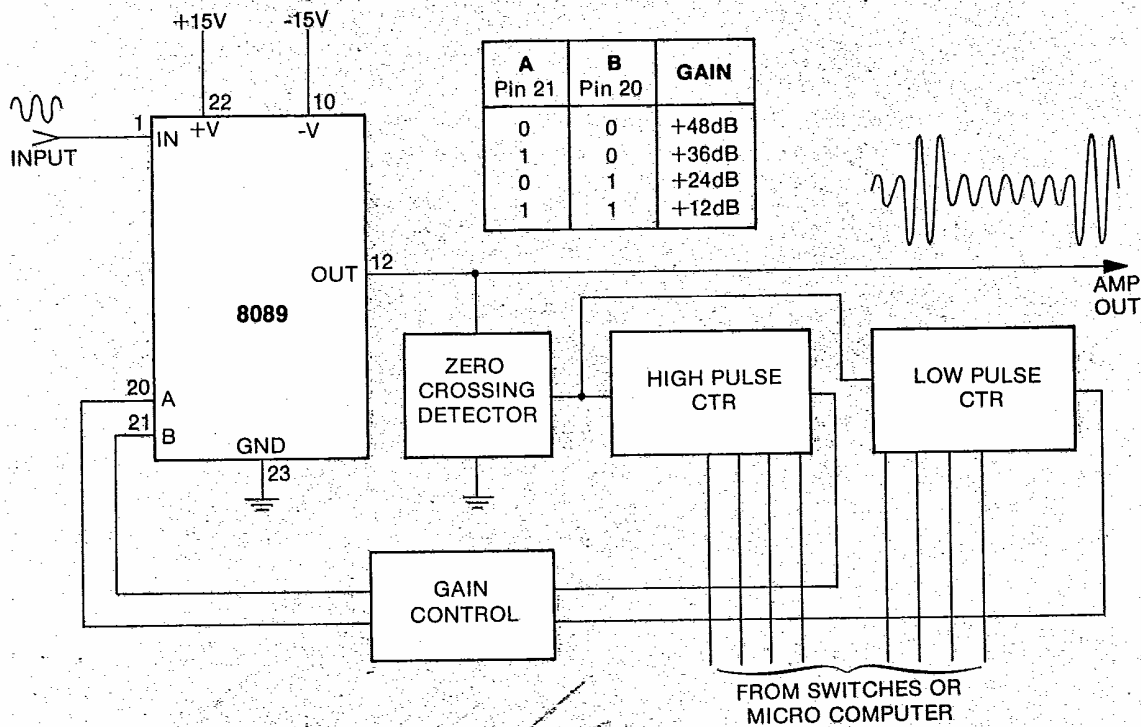 +15V
-15V
A
Pin 21
B
Pin 20
GAIN
0 0 +48dB
1 0 +36dB
0 1 +24dB
1 1 +12dB
22
10
1
IN
+V
-V
INPUT
OUT
12
8089
AMP
OUT
ZERO
CROSSING
DETECTOR
HIGH PULSE
CTR
LOW PULSE
CTR
20
A
21
B
GND
23
GAIN
CONTROL
FROM SWITCHES OR
MICRO COMPUTER